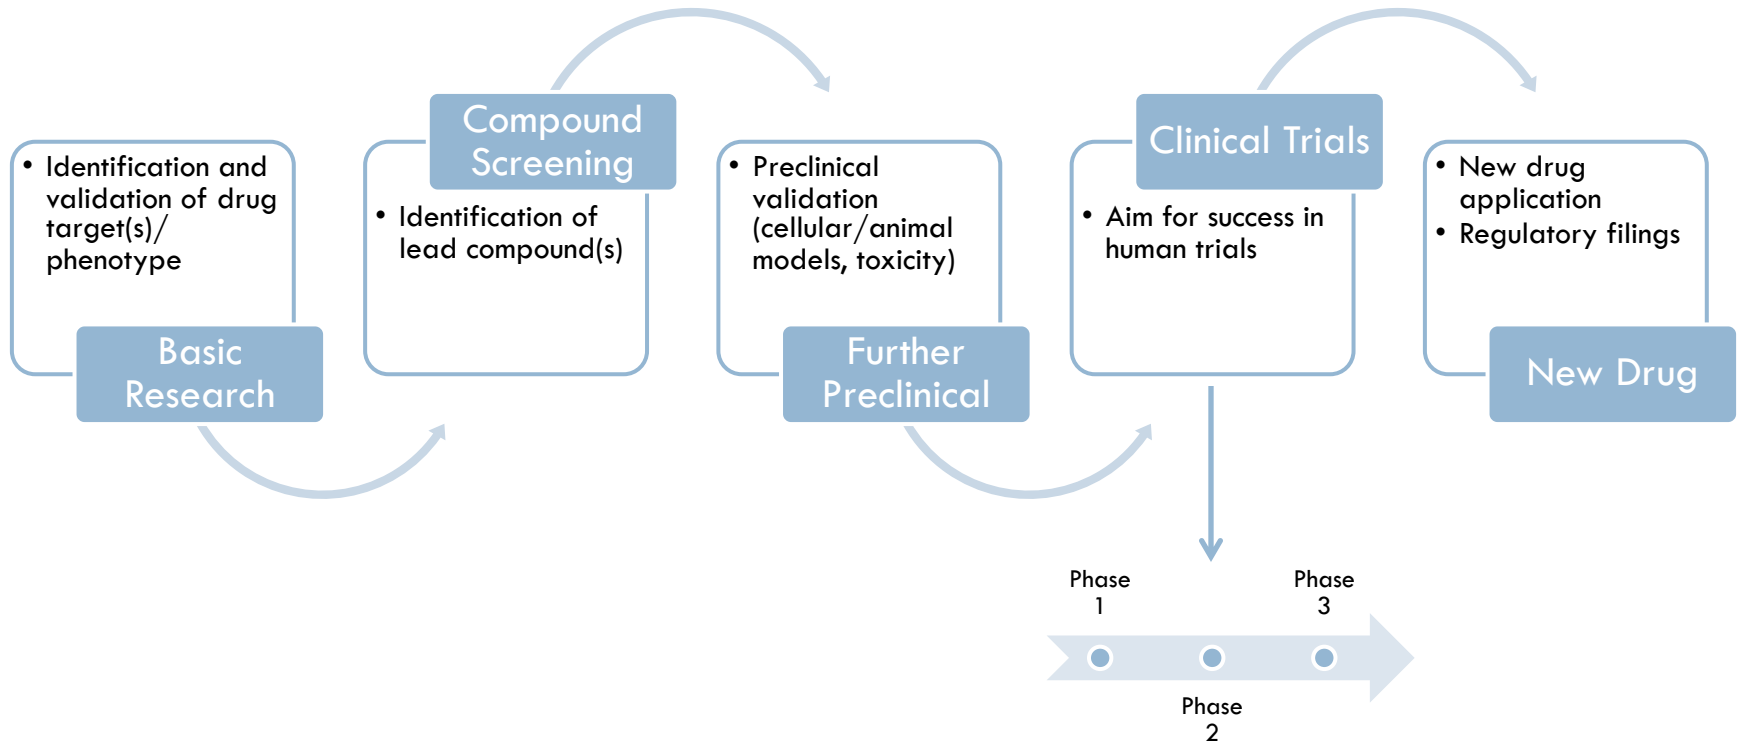 • Identification and
validation of drug
target(s)/
phenotype
Basic
Research
Compound
Screening
• Identification of
lead compound(s)
• Preclinical
validation
(cellular/animal
models, toxicity)
Further
Preclinical
Clinical Trials
• Aim for success in
human trials
• New drug
application
• Regulatory filings
New Drug
Phase
1
Phase
2
Phase
3